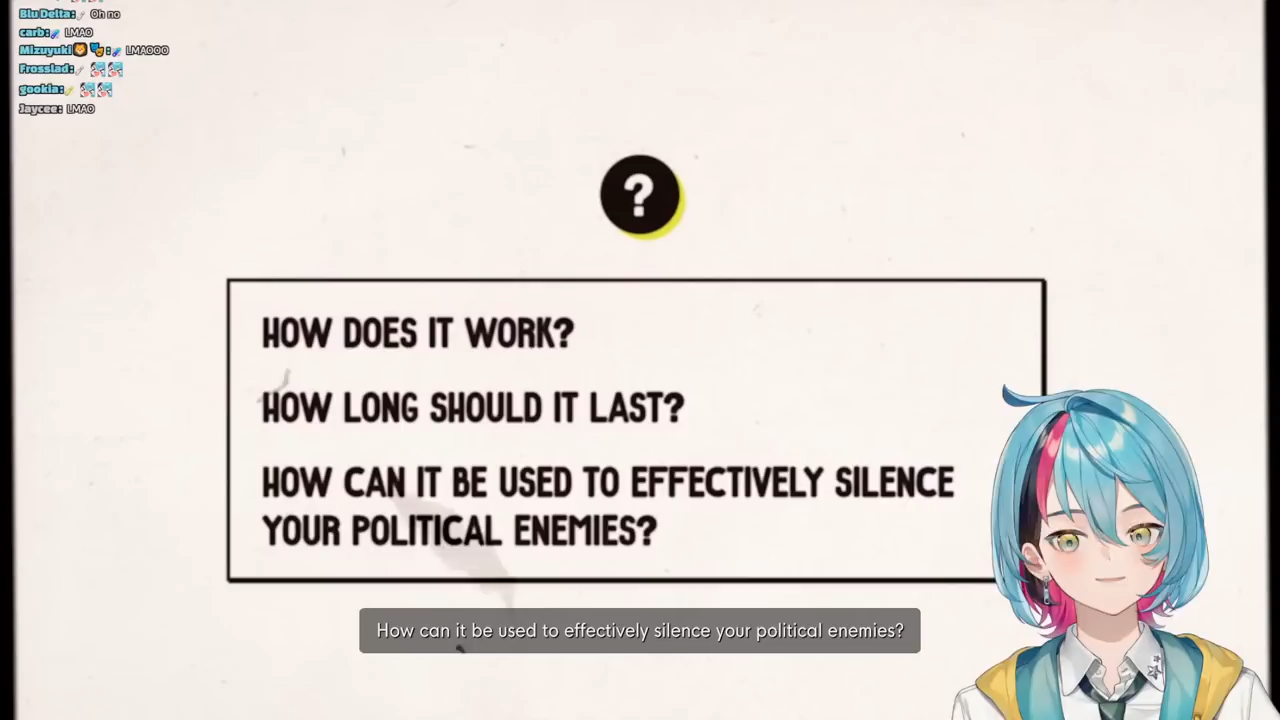 Blu Delta: Oh no
carb: LMAO
Mizuyuki: LMAOOO
Frosslad:
gookia:
Jaycee: LMAO
?
HOW DOES IT WORK?
HOW LONG SHOULD IT LAST?
HOW CAN IT BE USED TO EFFECTIVELY SILENCE
YOUR POLITICAL ENEMIES?
How can it be used to effectively silence your political enemies?